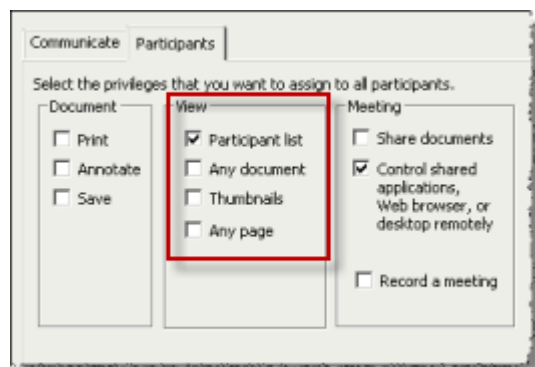 Communicate Participants
Select the privileges that you want to assign to all participants.
Document View Meeting
Print Participant list Share documents
Annotate Any document Control shared
applications,
Save Thumbnails Web browser, or
desktop remotely
Any page
Record a meeting